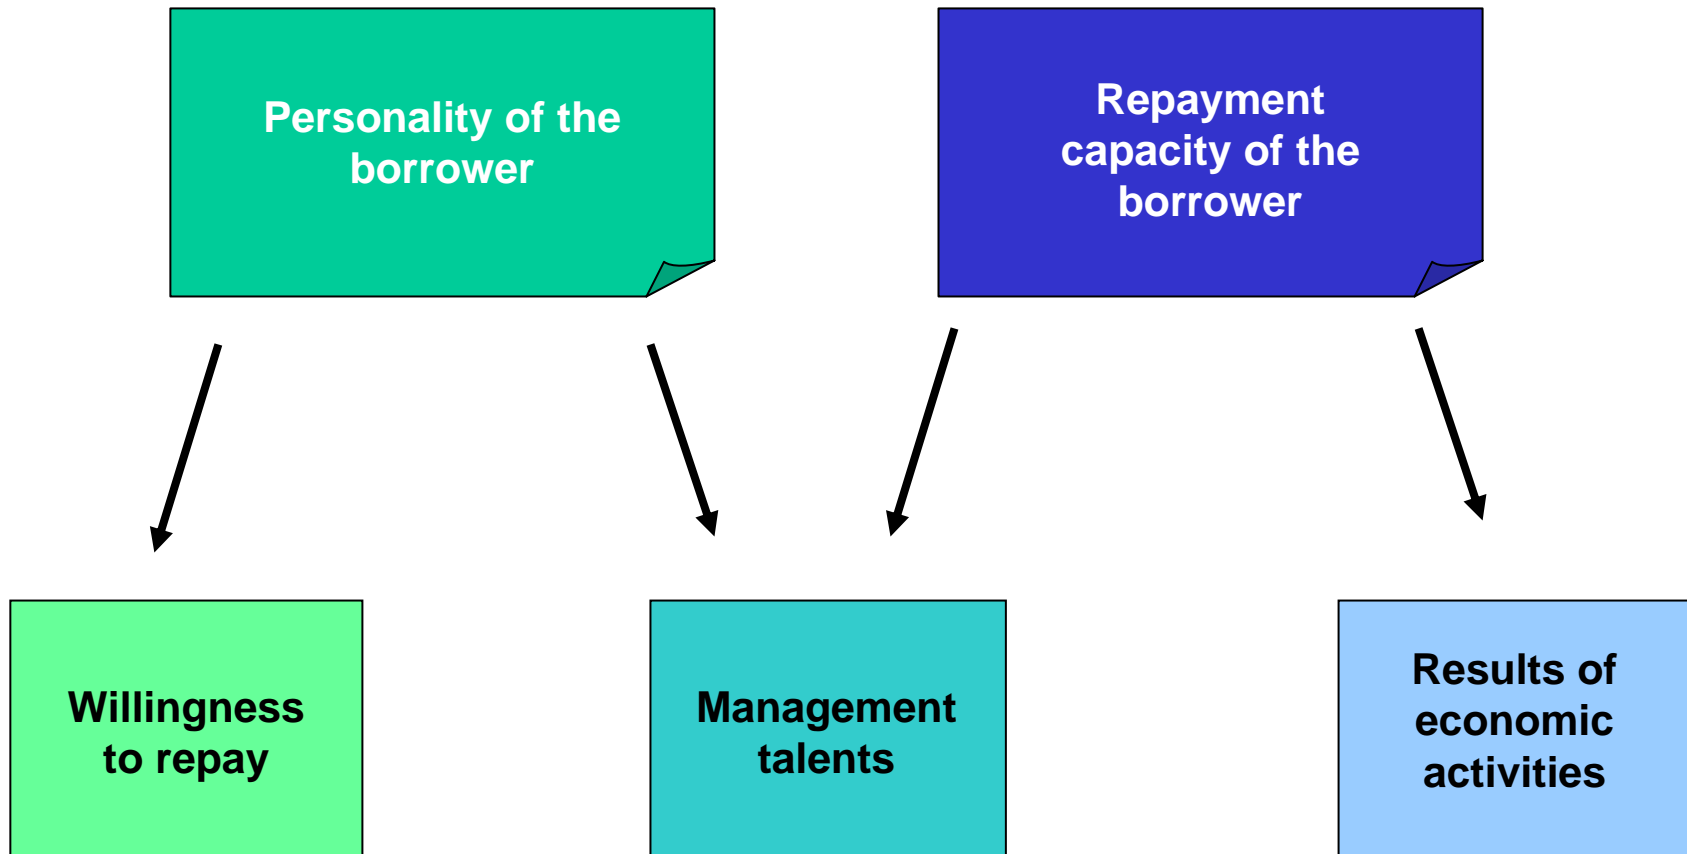 Personality of the
borrower
Repayment
capacity of the
borrower
Willingness
to repay
Management
talents
Results of
economic
activities